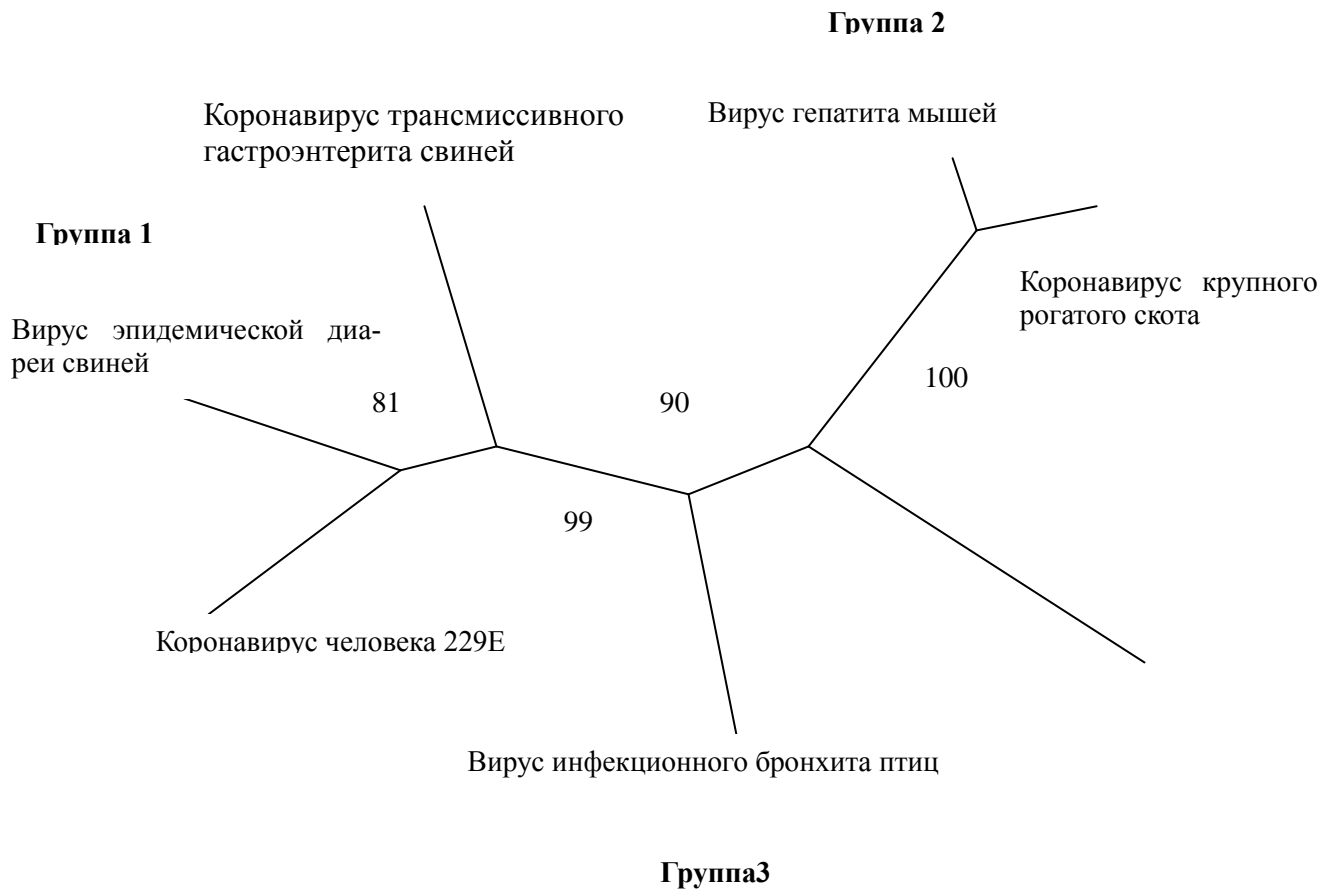 Группа 2
Коронавирус трансмиссивного
гастроэнтерита свиней
Вирус гепатита мышей
Группа 1
Коронавирус крупного
рогатого скота
Вирус эпидемической диа-
реи свиней
81
90
100
99
Коронавирус человека 229E
Вирус инфекционного бронхита птиц
Группа3